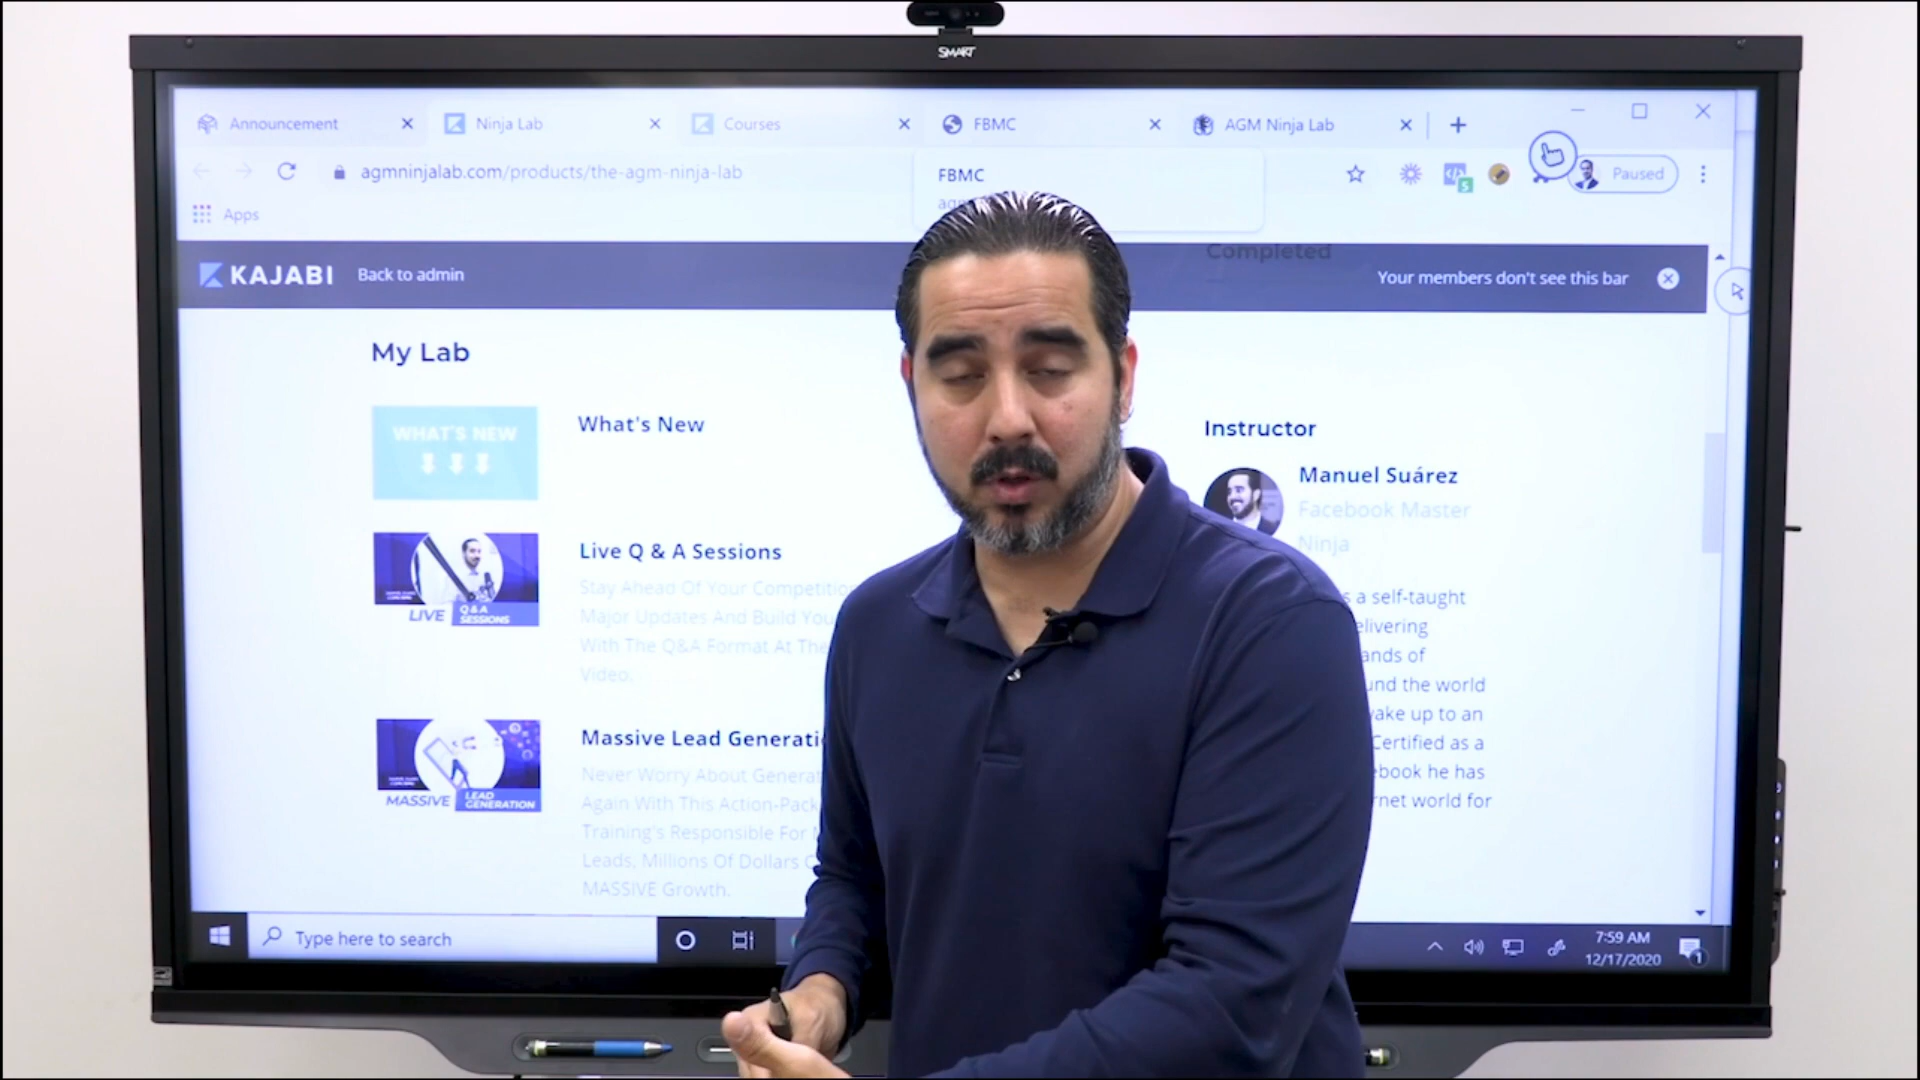 SMART
Announcement
Ninja Lab
Courses
FBMC
AGM Ninja Lab
agmninjalab.com/products/the-agm-ninja-lab
FBMC
Paused
5
Apps
Completed
KAJABI
Back to admin
Your members don't see this bar
My Lab
WHAT'S NEW
What's New
Instructor
Manuel Suárez
Facebook Master
Ninja
LIVE Q & A SESSIONS
Live Q & A Sessions
Stay Ahead Of Your Competition
Major Updates And Build You
With The Q&A Format At The
Video.
s a self-taught
elivering
ands of
und the world
ake up to an
Certified as a
ebook he has
rnet world for
MASSIVE LEAD GENERATION
Massive Lead Generati
Never Worry About Generat
Again With This Action-Pack
Training's Responsible For
Leads, Millions Of Dollars
MASSIVE Growth.
Type here to search
7:59 AM
12/17/2020
1